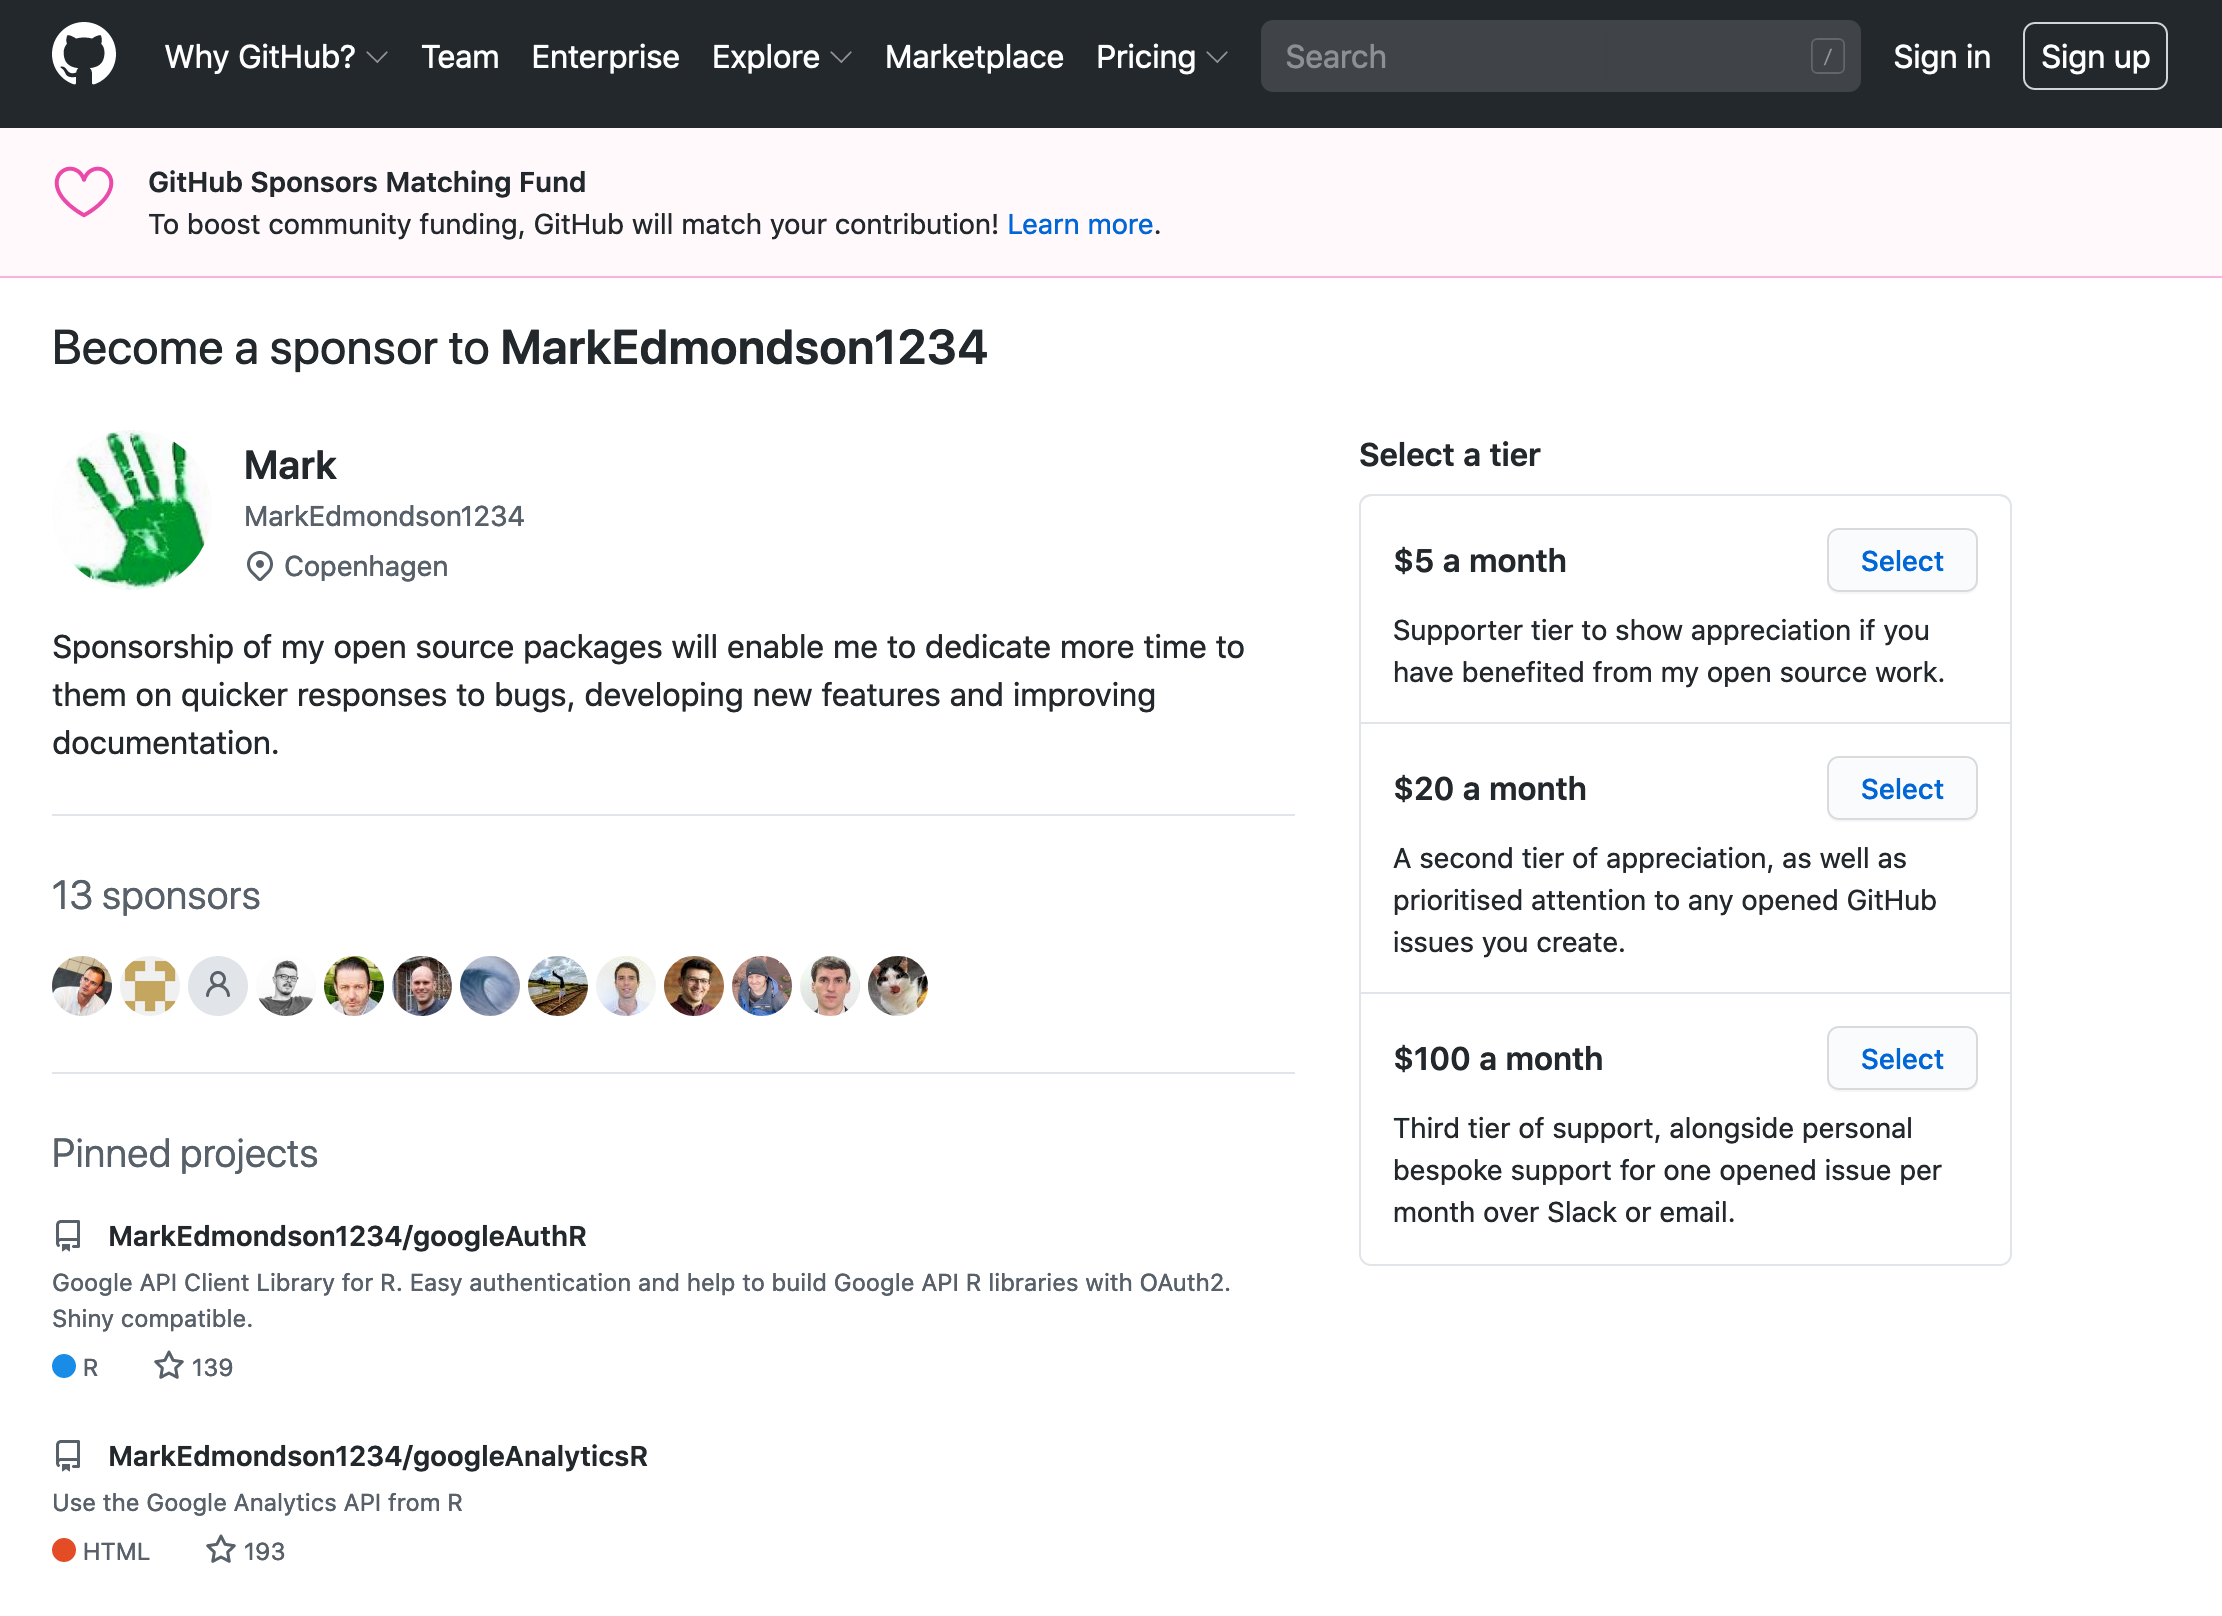 Why GitHub? Team Enterprise Explore Marketplace Pricing Search / Sign in Sign up
GitHub Sponsors Matching Fund
To boost community funding, GitHub will match your contribution! Learn more.
Become a sponsor to MarkEdmondson1234
Mark
MarkEdmondson1234
Copenhagen
Sponsorship of my open source packages will enable me to dedicate more time to
them on quicker responses to bugs, developing new features and improving
documentation.
13 sponsors
Pinned projects
MarkEdmondson1234/googleAuthR
Google API Client Library for R. Easy authentication and help to build Google API R libraries with OAuth2.
Shiny compatible.
R 139
MarkEdmondson1234/googleAnalyticsR
Use the Google Analytics API from R
HTML 193
Select a tier
$5 a month Select
Supporter tier to show appreciation if you
have benefited from my open source work.
$20 a month Select
A second tier of appreciation, as well as
prioritised attention to any opened GitHub
issues you create.
$100 a month Select
Third tier of support, alongside personal
bespoke support for one opened issue per
month over Slack or email.